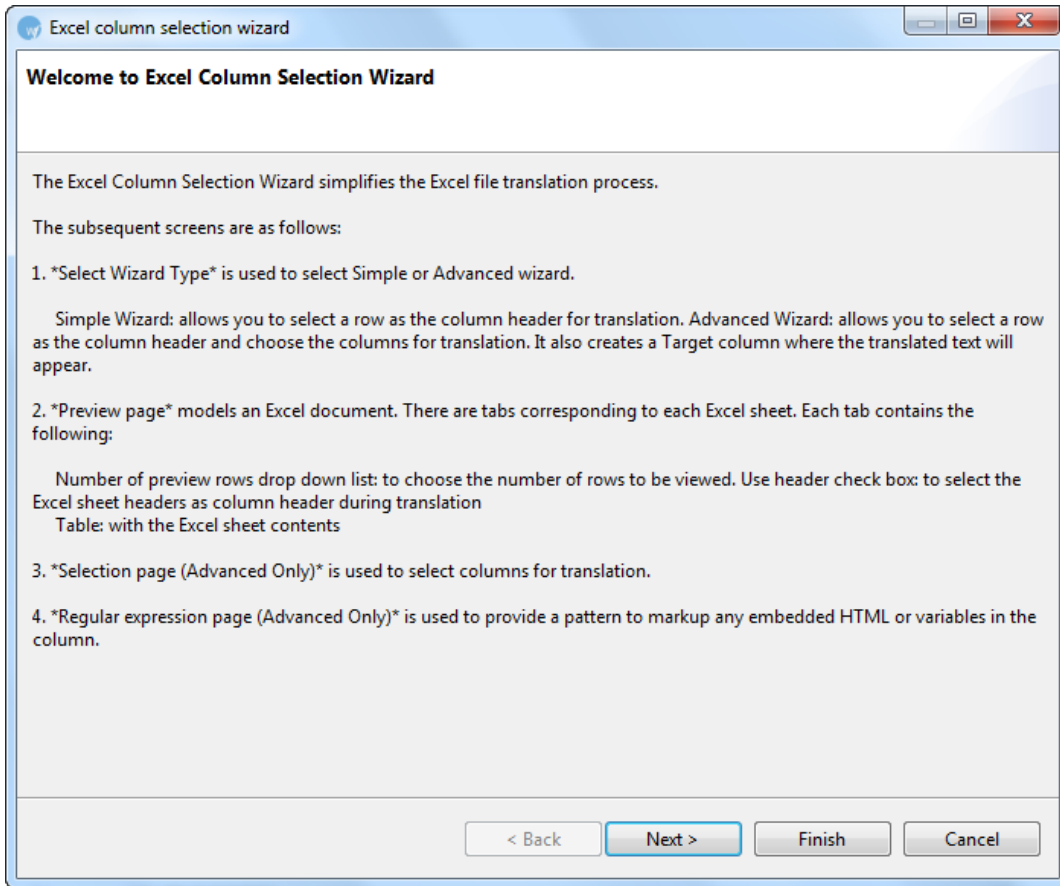 Excel column selection wizard
Welcome to Excel Column Selection Wizard
The Excel Column Selection Wizard simplifies the Excel file translation process.
The subsequent screens are as follows:
1. *Select Wizard Type* is used to select Simple or Advanced wizard.
Simple Wizard: allows you to select a row as the column header for translation. Advanced Wizard: allows you to select a row
as the column header and choose the columns for translation. It also creates a Target column where the translated text will
appear.
2. *Preview page* models an Excel document. There are tabs corresponding to each Excel sheet. Each tab contains the
following:
Number of preview rows drop down list: to choose the number of rows to be viewed. Use header check box: to select the
Excel sheet headers as column header during translation
Table: with the Excel sheet contents
3. *Selection page (Advanced Only)* is used to select columns for translation.
4. *Regular expression page (Advanced Only)* is used to provide a pattern to markup any embedded HTML or variables in the
column.
< Back Next > Finish Cancel